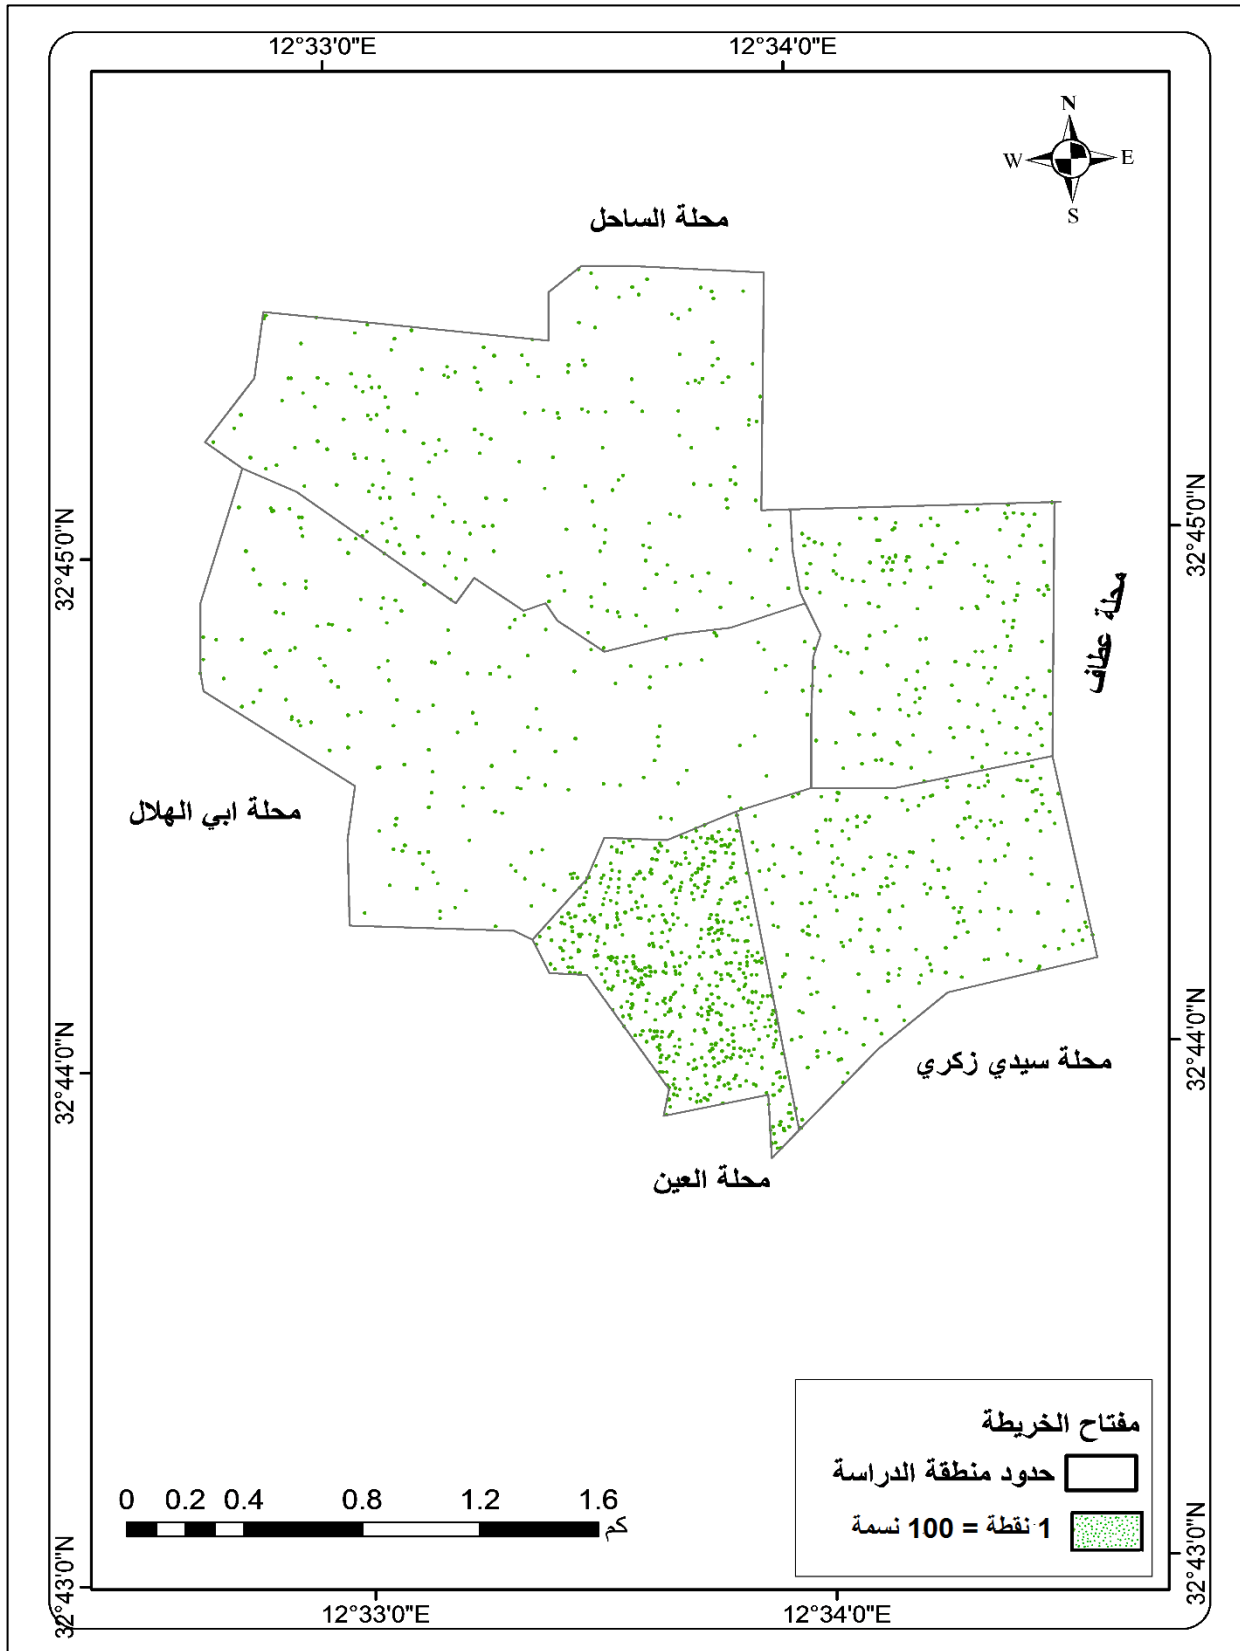 12°33'0"E
12°34'0"E
N
W
E
S
محلة الساحل
32°45'0"N
32°45'0"N
محلة عطاف
محلة ابي الهلال
32°44'0"N
32°44'0"N
محلة سيدي زكري
محلة العين
مفتاح الخريطة
حدود منطقة الدراسة
1 نقطة = 100 نسمة
0 0.2 0.4 0.8 1.2 1.6
كم
32°43'0"N
32°43'0"N
12°33'0"E
12°34'0"E